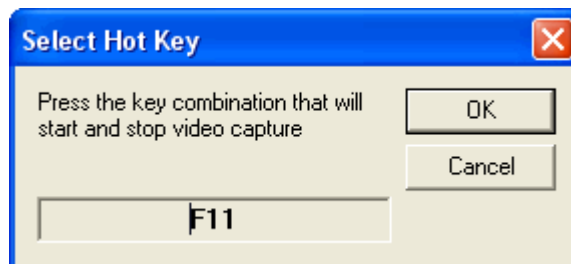 Select Hot Key
Press the key combination that will
start and stop video capture
OK
Cancel
F11